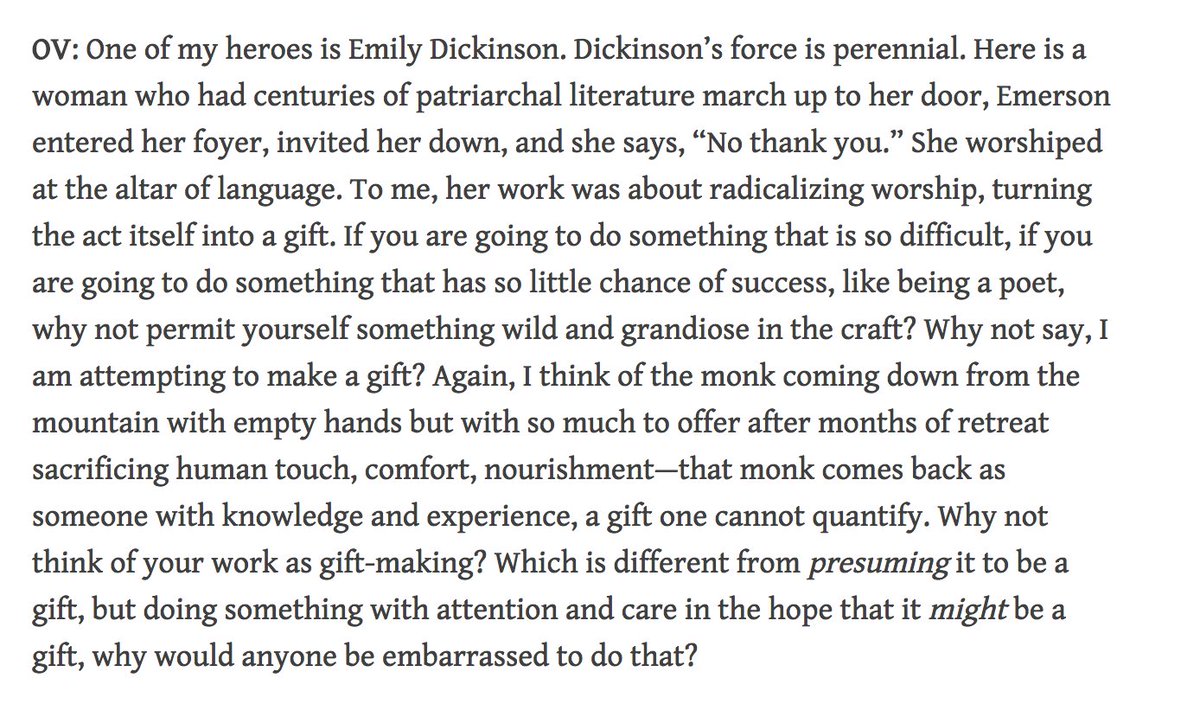 OV: One of my heroes is Emily Dickinson. Dickinson’s force is perennial. Here is a
woman who had centuries of patriarchal literature march up to her door, Emerson
entered her foyer, invited her down, and she says, “No thank you.” She worshiped
at the altar of language. To me, her work was about radicalizing worship, turning
the act itself into a gift. If you are going to do something that is so difficult, if you
are going to do something that has so little chance of success, like being a poet,
why not permit yourself something wild and grandiose in the craft? Why not say, I
am attempting to make a gift? Again, I think of the monk coming down from the
mountain with empty hands but with so much to offer after months of retreat
sacrificing human touch, comfort, nourishment—that monk comes back as
someone with knowledge and experience, a gift one cannot quantify. Why not
think of your work as gift-making? Which is different from presuming it to be a
gift, but doing something with attention and care in the hope that it might be a
gift, why would anyone be embarrassed to do that?